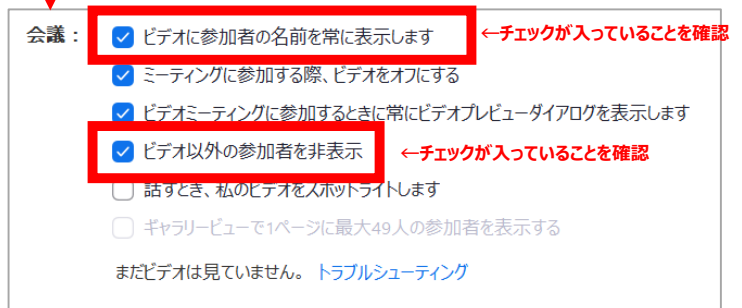 会議： ビデオに参加者の名前を常に表示します ←チェックが入っていることを確認
ミーティングに参加する際、ビデオをオフにする
ビデオミーティングに参加するときに常にビデオプレビューダイアログを表示します
ビデオ以外の参加者を非表示 ←チェックが入っていることを確認
話すとき、私のビデオをスポットライトします
ギャラリービューで1ページに最大49人の参加者を表示する
まだビデオは見ていません。 トラブルシューティング